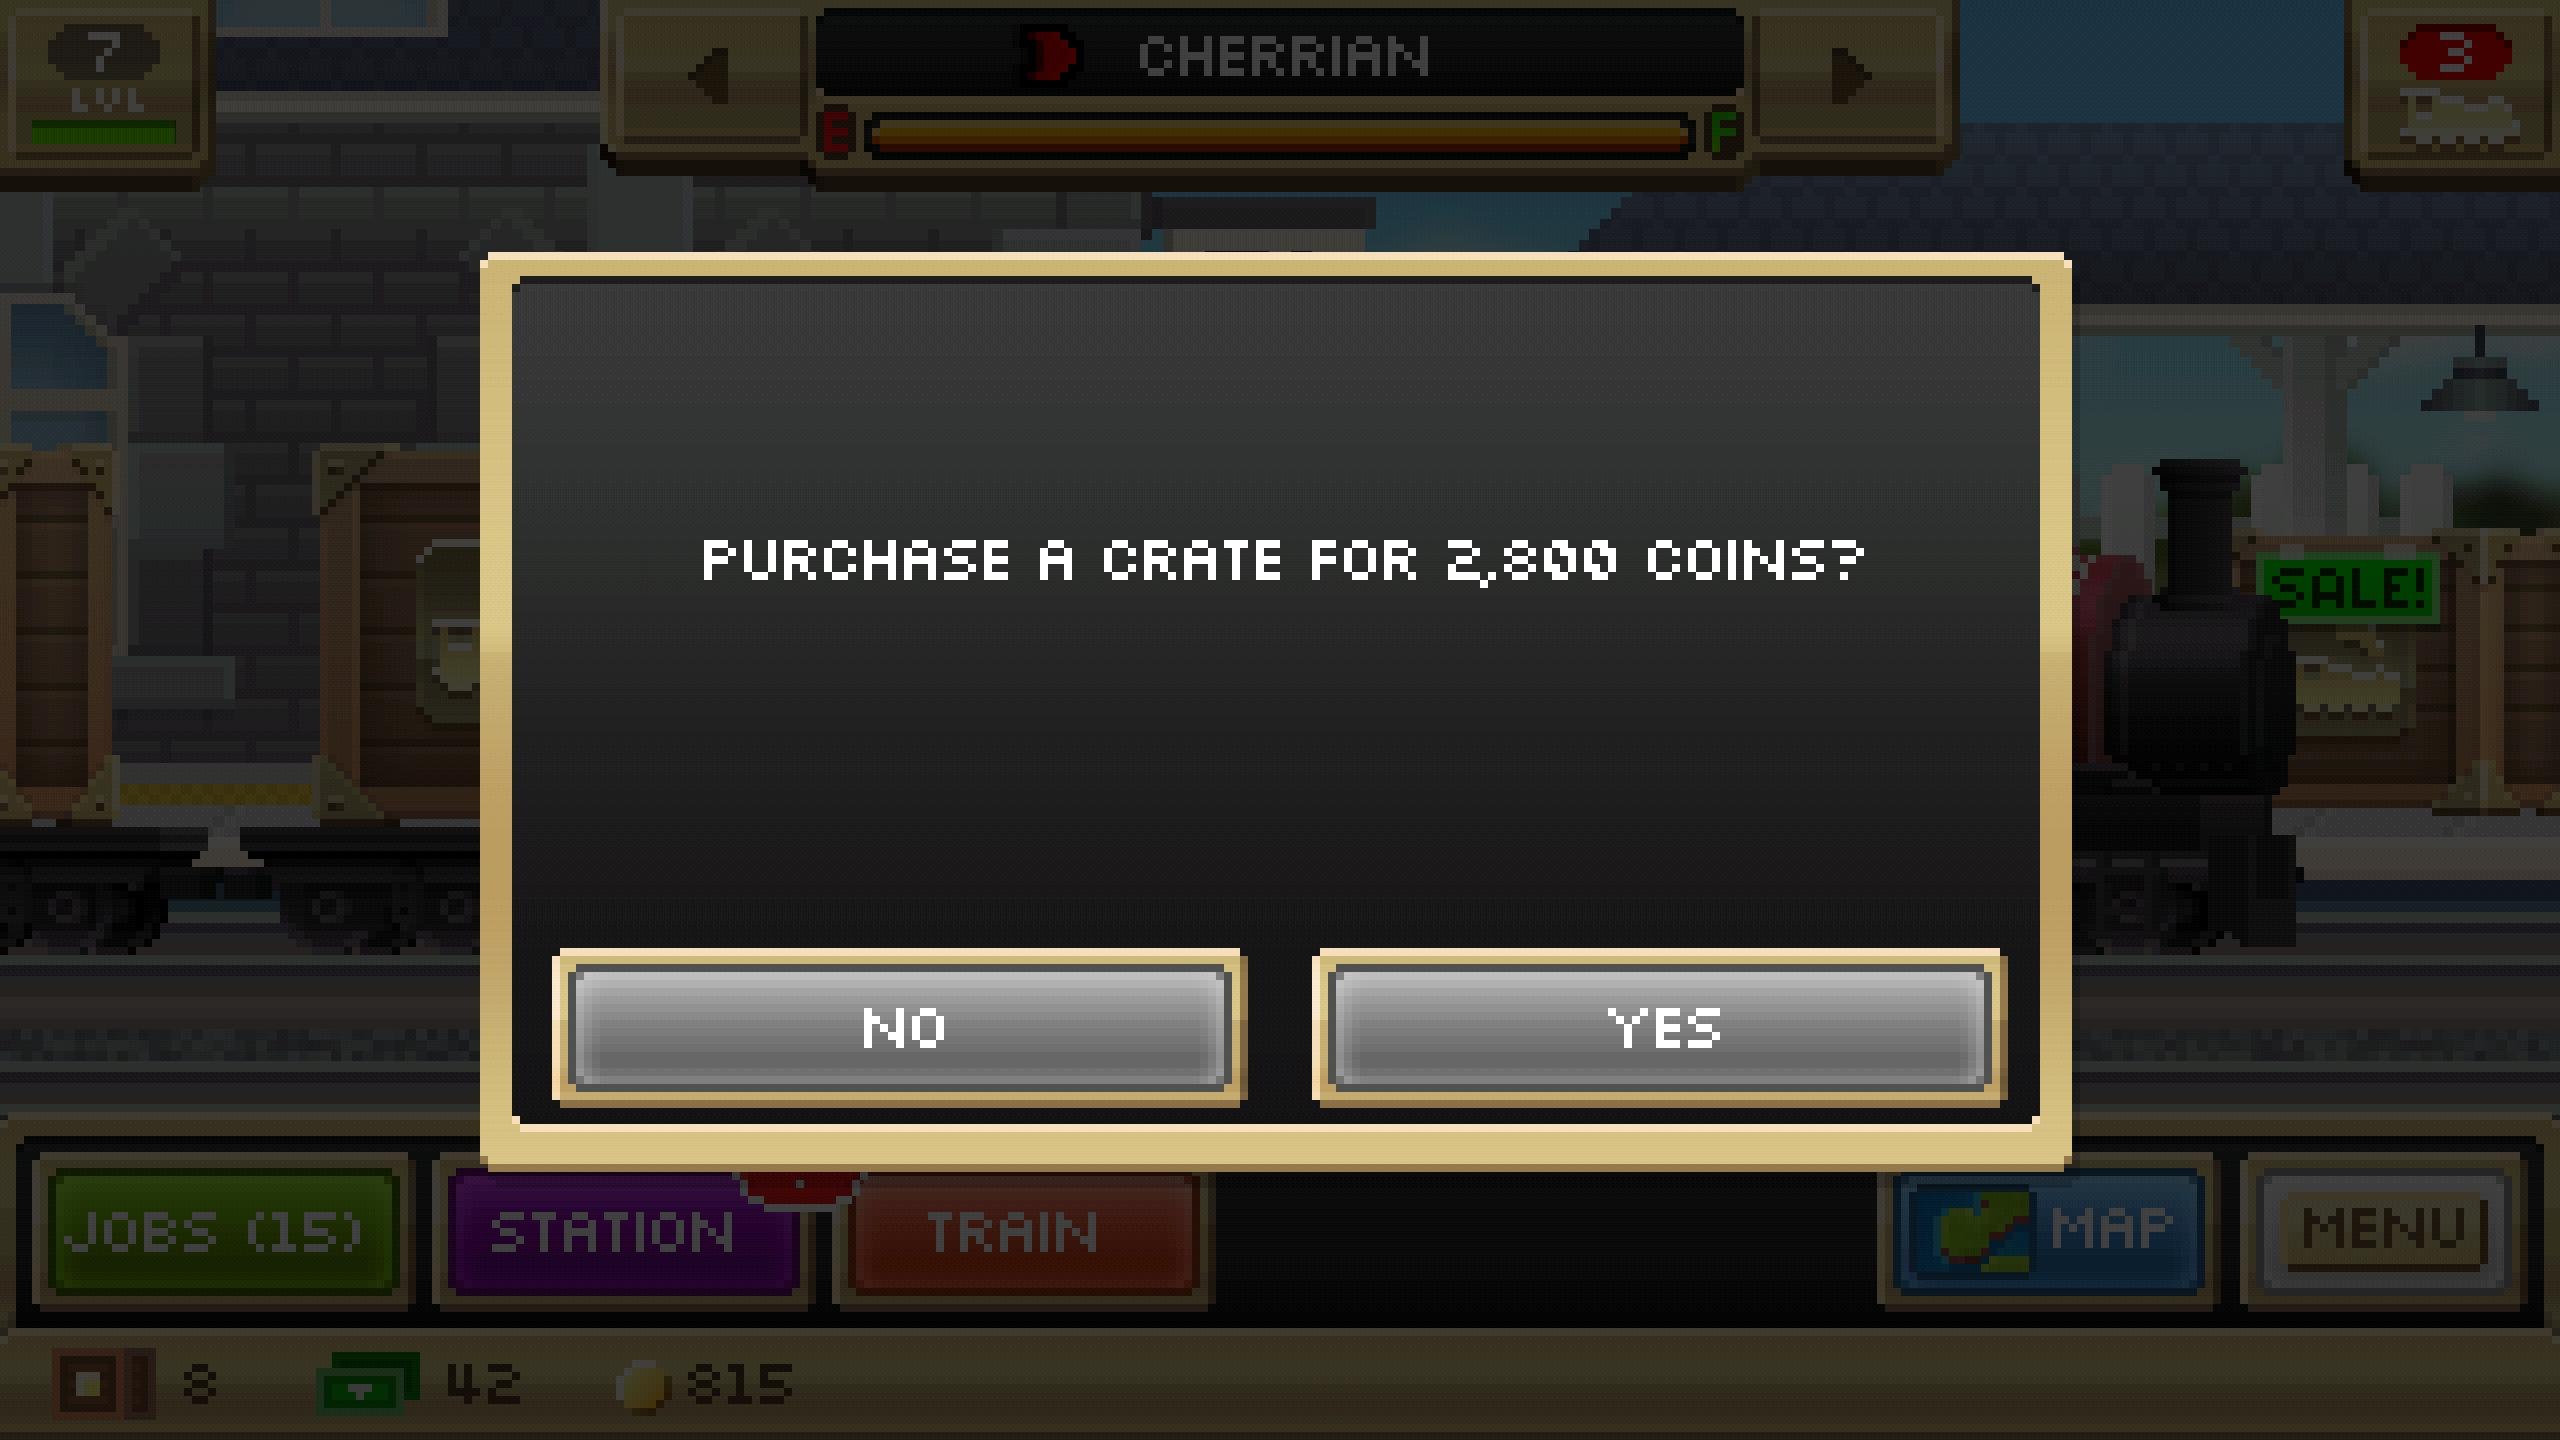 7
LVL
CHERRIAN
E F
3
PURCHASE A CRATE FOR 2,800 COINS?
SALE!
NO
YES
JOBS (15)
STATION
TRAIN
MAP
MENU
8
42
815